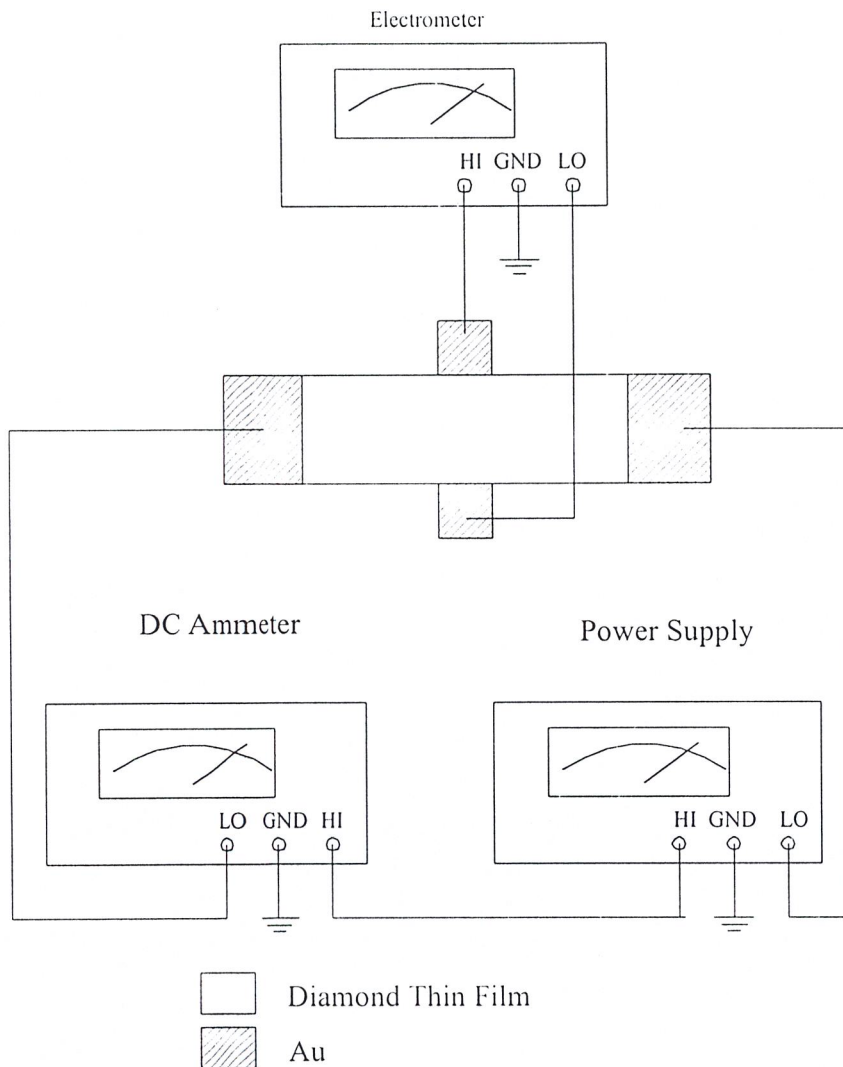 Electrometer
HI GND LO
DC Ammeter
Power Supply
LO GND HI
HI GND LO
Diamond Thin Film
Au